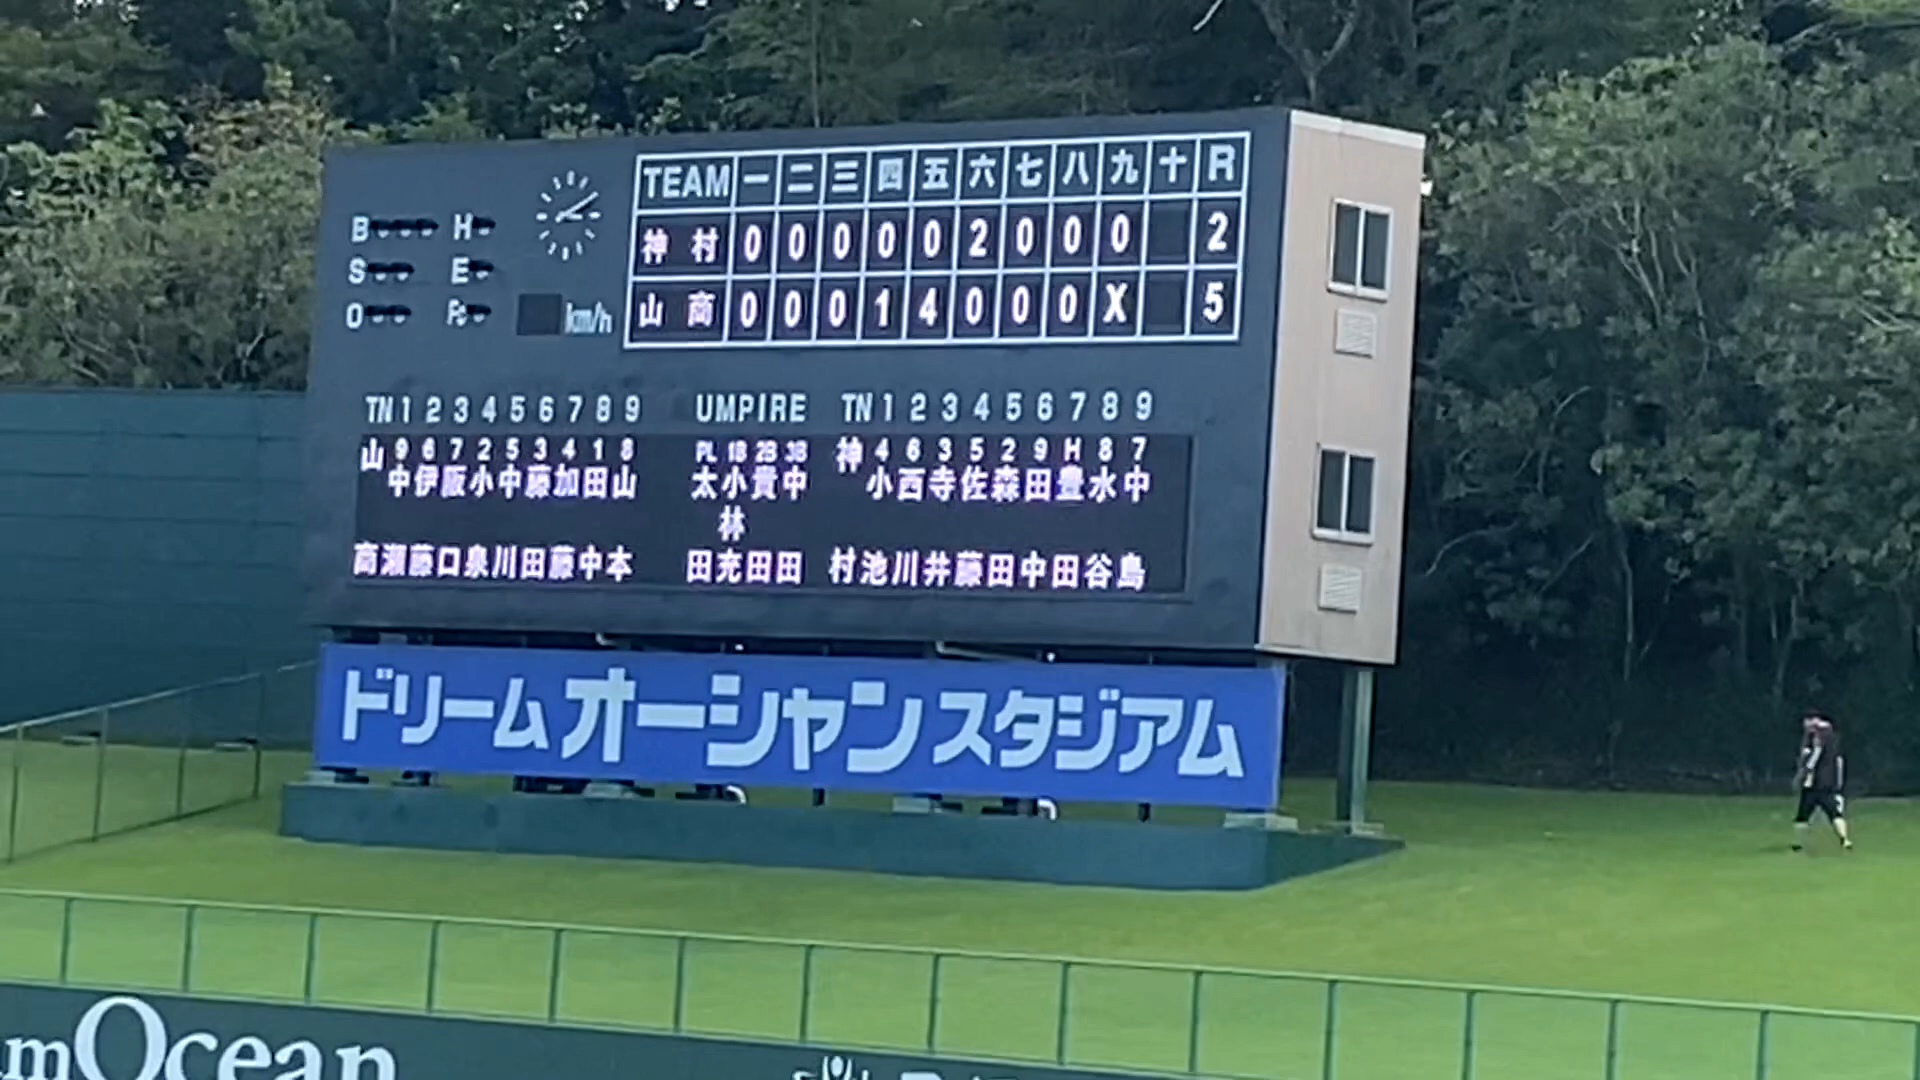 TEAM 一 二 三 四 五 六 七 八 九 十 R
神村 0 0 0 0 0 2 0 0 0 2
山商 0 0 0 1 4 0 0 0 X 5
B H
S E
O Fc km/h
TN 1 2 3 4 5 6 7 8 9 UMPIRE TN 1 2 3 4 5 6 7 8 9
山 9 6 7 2 5 3 4 1 8 PL 1B 2B 3B 神 4 6 3 5 2 9 H 8 7
中伊阪小中藤加田山 太小貴中 小西寺佐森田豊水中
林
商瀬藤口泉川田藤中本 田充田田 村池川井藤田中田谷島
ドリームオーシャンスタジアム
mOcean